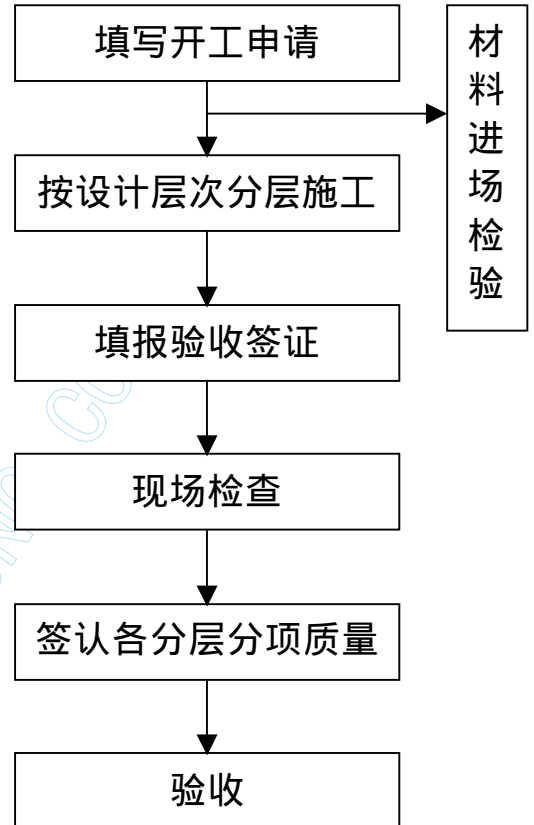 填写开工申请
材料进场检验
按设计层次分层施工
填报验收签证
现场检查
签认各分层分项质量
验收